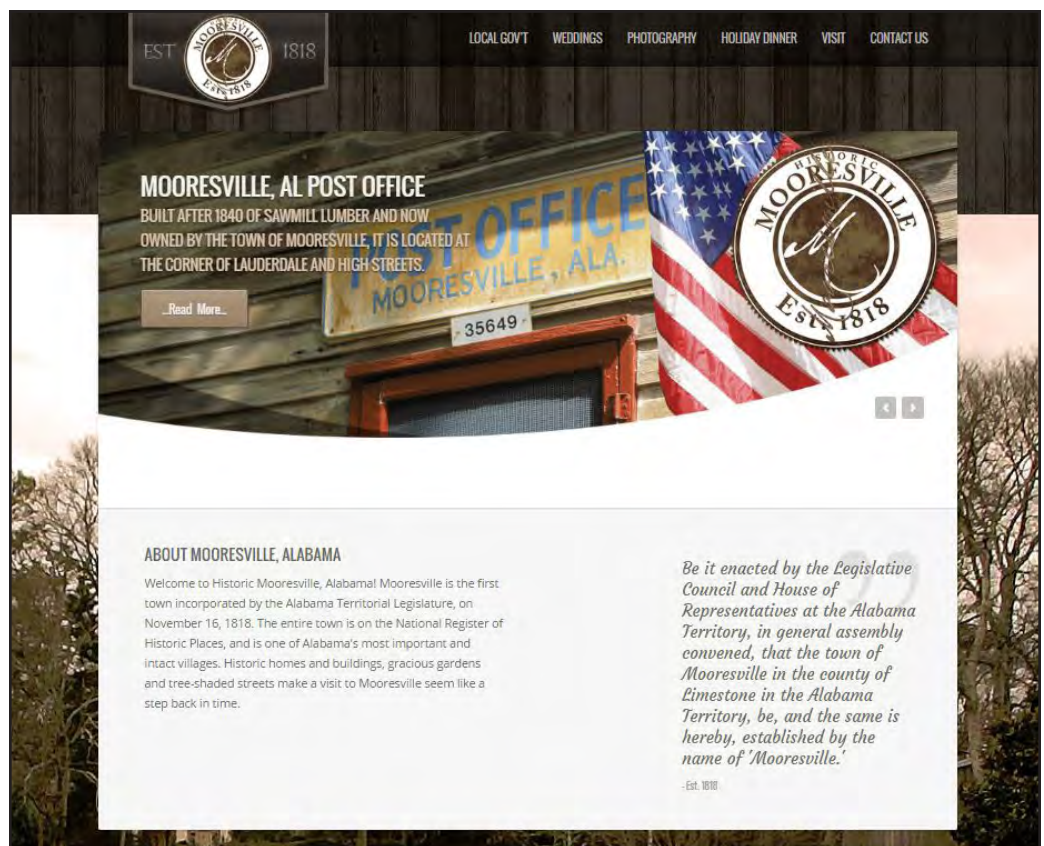 EST
MOORESVILLE
Est. 1818
1818
LOCAL GOV'T WEDDINGS PHOTOGRAPHY HOLIDAY DINNER VISIT CONTACT US
MOORESVILLE, AL POST OFFICE
BUILT AFTER 1840 OF SAWMILL LUMBER AND NOW
OWNED BY THE TOWN OF MOORESVILLE, IT IS LOCATED AT
THE CORNER OF LAUDERDALE AND HIGH STREETS.
...Read More...
POST OFFICE
MOORESVILLE, ALA.
35649
HISTORIC
MOORESVILLE
M
Est. 1818
ABOUT MOORESVILLE, ALABAMA
Welcome to Historic Mooresville, Alabama! Mooresville is the first
town incorporated by the Alabama Territorial Legislature, on
November 16, 1818. The entire town is on the National Register of
Historic Places, and is one of Alabama's most important and
intact villages. Historic homes and buildings, gracious gardens
and tree-shaded streets make a visit to Mooresville seem like a
step back in time.
Be it enacted by the Legislative
Council and House of
Representatives at the Alabama
Territory, in general assembly
convened, that the town of
Mooresville in the county of
Limestone in the Alabama
Territory, be, and the same is
hereby, established by the
name of 'Mooresville.'
- Est. 1818